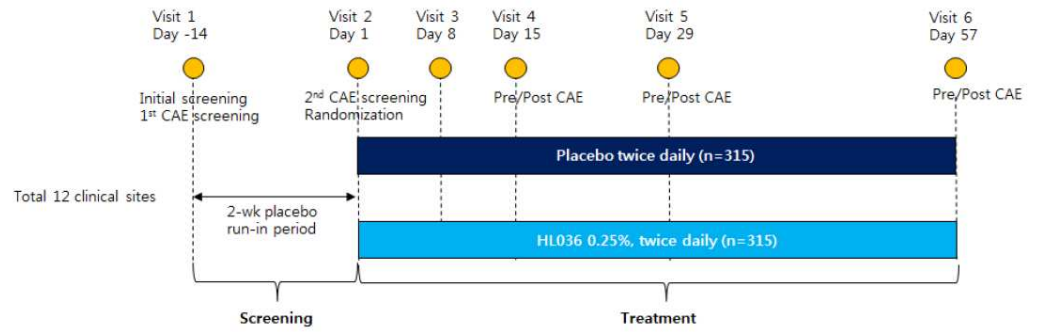 Visit 1
Day -14
Visit 2
Day 1
Visit 3
Day 8
Visit 4
Day 15
Visit 5
Day 29
Visit 6
Day 57
Initial screening
1st CAE screening
2nd CAE screening
Randomization
Pre/Post CAE
Pre/Post CAE
Pre/Post CAE
Placebo twice daily (n=315)
Total 12 clinical sites
2-wk placebo
run-in period
HL036 0.25%, twice daily (n=315)
Screening
Treatment